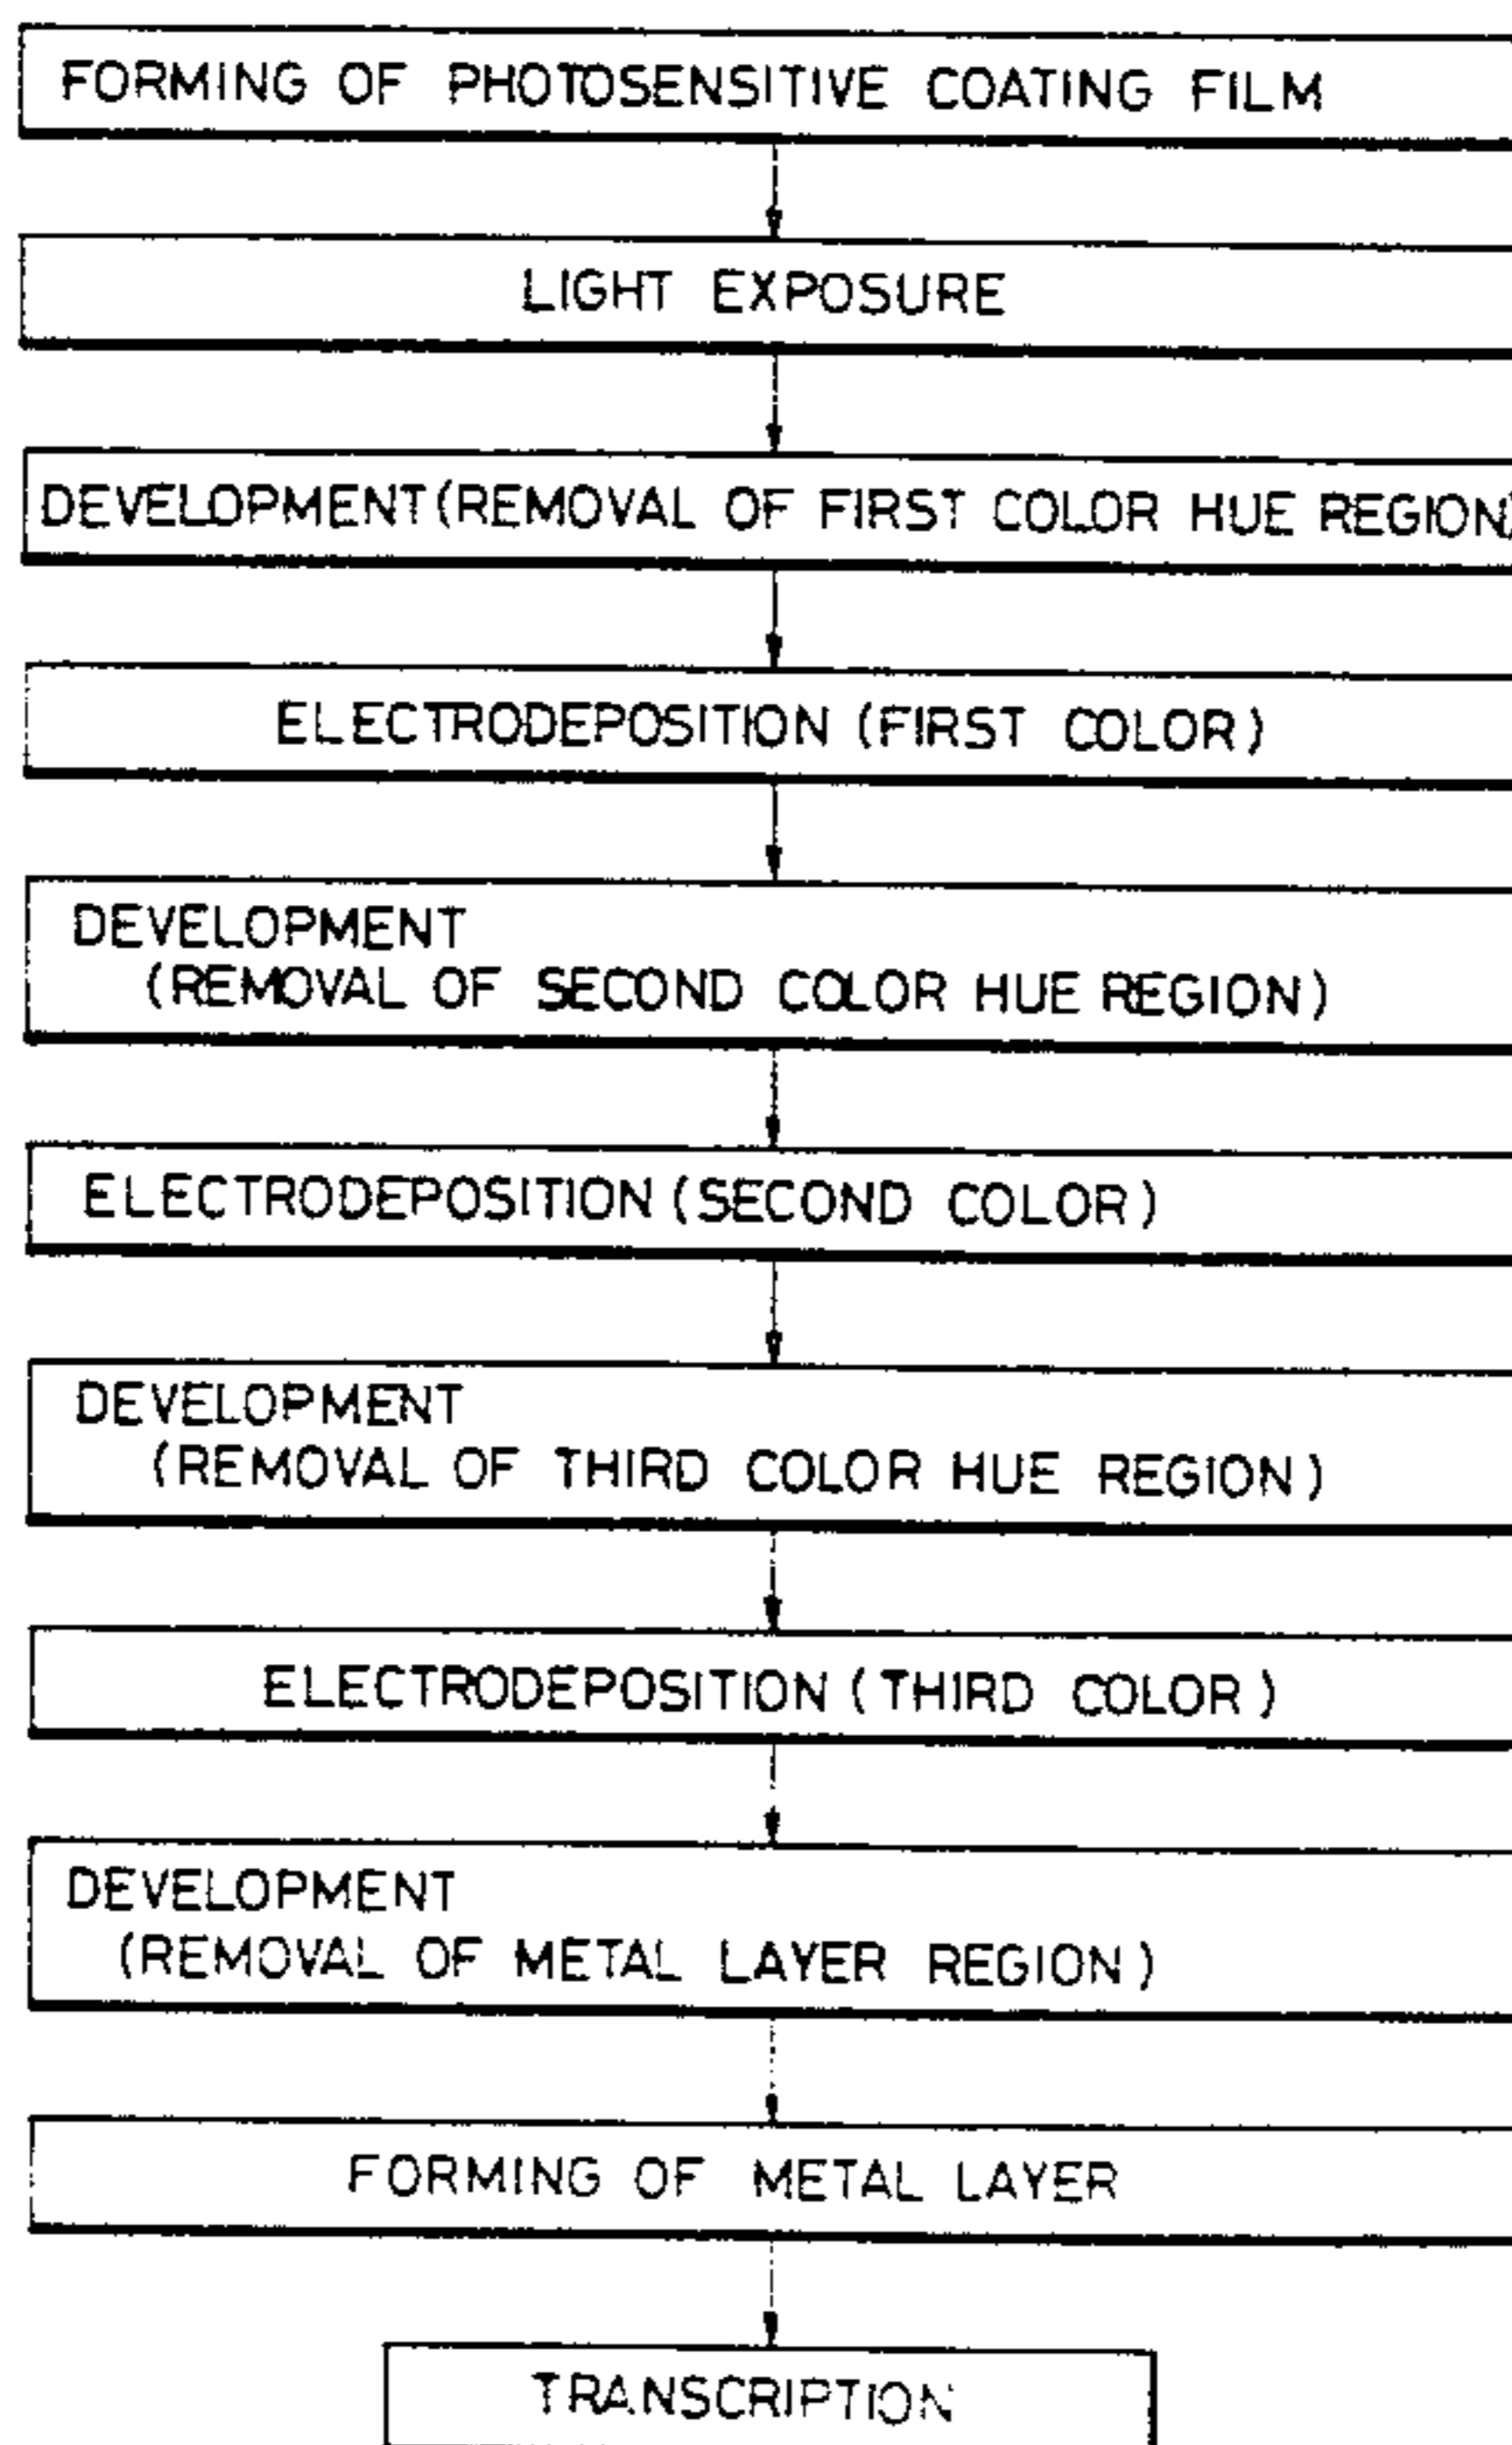 FORMING OF PHOTOSENSITIVE COATING FILM
LIGHT EXPOSURE
DEVELOPMENT(REMOVAL OF FIRST COLOR HUE REGION)
ELECTRODEPOSITION (FIRST COLOR)
DEVELOPMENT
(REMOVAL OF SECOND COLOR HUE REGION)
ELECTRODEPOSITION (SECOND COLOR)
DEVELOPMENT
(REMOVAL OF THIRD COLOR HUE REGION)
ELECTRODEPOSITION (THIRD COLOR)
DEVELOPMENT
(REMOVAL OF METAL LAYER REGION)
FORMING OF METAL LAYER
TRANSCRIPTION